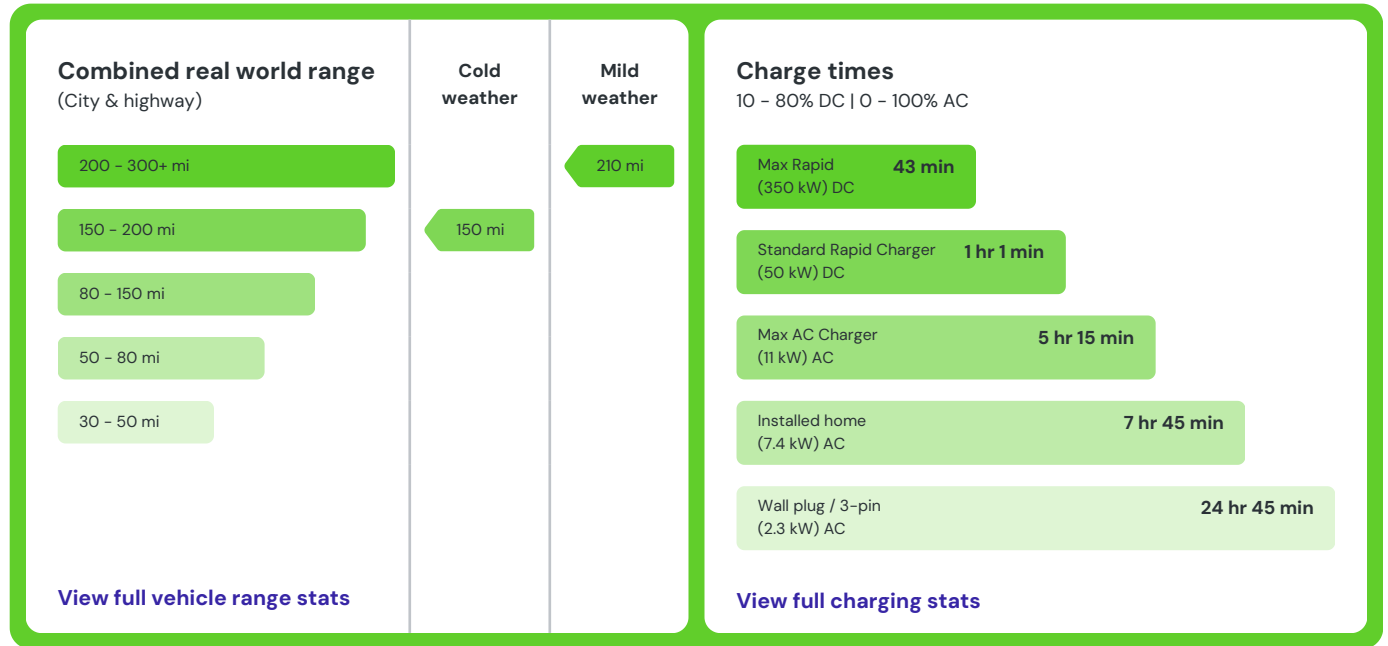 Combined real world range
(City & highway)
Cold
weather
Mild
weather
200 - 300+ mi
210 mi
150 - 200 mi
150 mi
80 - 150 mi
50 - 80 mi
30 - 50 mi
View full vehicle range stats
Charge times
10 - 80% DC | 0 - 100% AC
Max Rapid
(350 kW) DC
43 min
Standard Rapid Charger
(50 kW) DC
1 hr 1 min
Max AC Charger
(11 kW) AC
5 hr 15 min
Installed home
(7.4 kW) AC
7 hr 45 min
Wall plug / 3-pin
(2.3 kW) AC
24 hr 45 min
View full charging stats